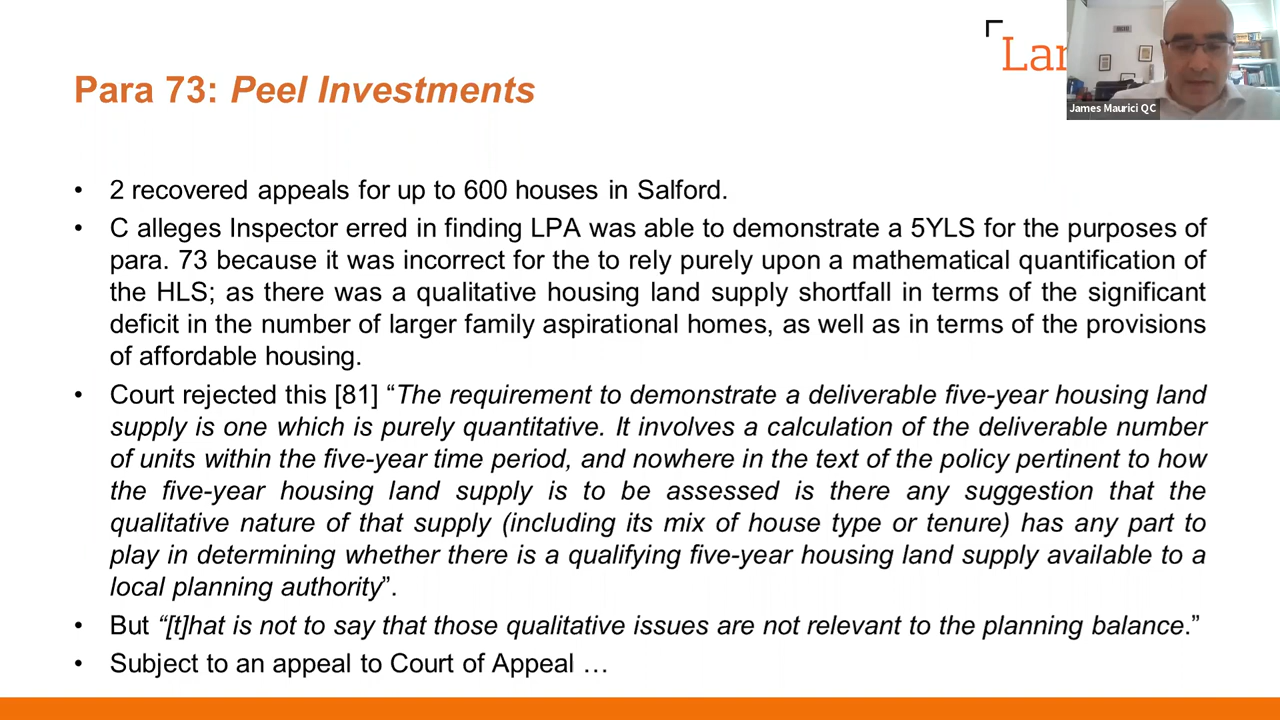 Lan
Para 73: Peel Investments
James Maurici QC
• 2 recovered appeals for up to 600 houses in Salford.
• C alleges Inspector erred in finding LPA was able to demonstrate a 5YLS for the purposes of
para. 73 because it was incorrect for the to rely purely upon a mathematical quantification of
the HLS; as there was a qualitative housing land supply shortfall in terms of the significant
deficit in the number of larger family aspirational homes, as well as in terms of the provisions
of affordable housing.
• Court rejected this [81] “The requirement to demonstrate a deliverable five-year housing land
supply is one which is purely quantitative. It involves a calculation of the deliverable number
of units within the five-year time period, and nowhere in the text of the policy pertinent to how
the five-year housing land supply is to be assessed is there any suggestion that the
qualitative nature of that supply (including its mix of house type or tenure) has any part to
play in determining whether there is a qualifying five-year housing land supply available to a
local planning authority”.
• But “[t]hat is not to say that those qualitative issues are not relevant to the planning balance.”
• Subject to an appeal to Court of Appeal …